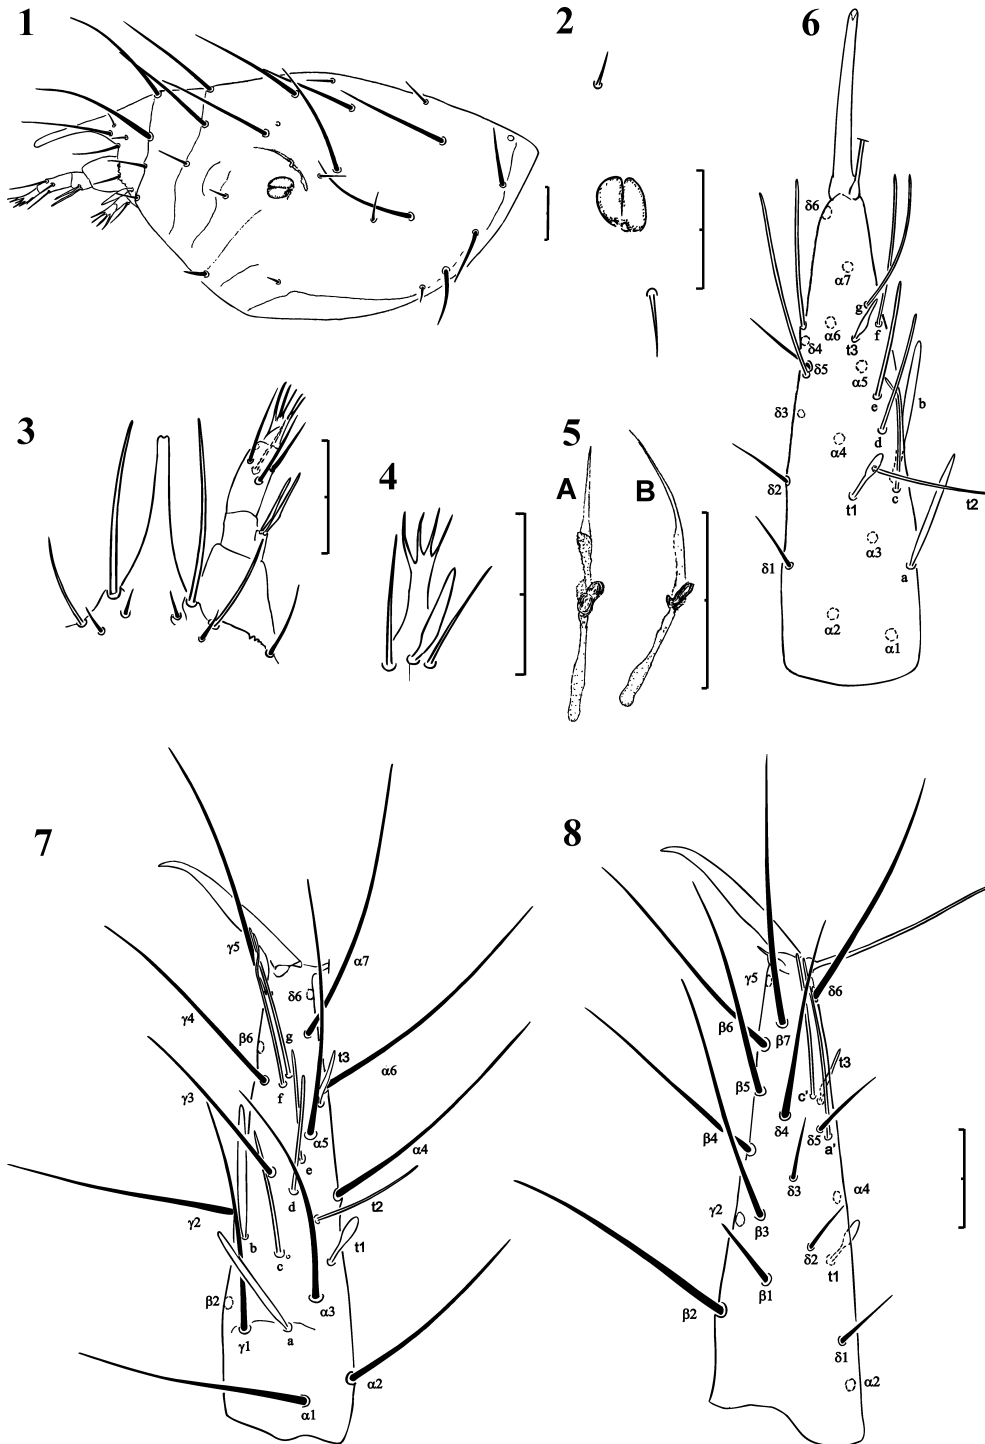 1
2
6
δ6
α7
g
f
α6
t3
δ4
δ5
α5
e
b
δ3
d
α4
δ2
c
t1
t2
α3
δ1
a
α2
α1
3
4
5
A
B
7
γ5
α7
δ6
γ4
β6
g
t3
α6
γ3
f
α5
α4
e
d
t2
γ2
b
c
t1
β2
α3
γ1
a
α2
α1
8
γ5
δ6
β6
β7
t3
β5
c'
δ4
δ5
β4
a'
δ3
α4
γ2
β3
δ2
t1
β1
β2
δ1
α2